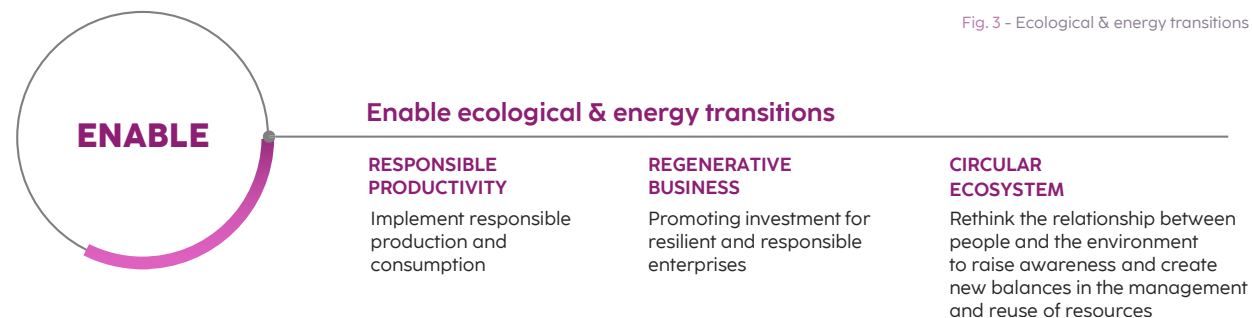 Fig. 3 - Ecological & energy transitions
ENABLE
Enable ecological & energy transitions
RESPONSIBLE
PRODUCTIVITY
Implement responsible
production and
consumption
REGENERATIVE
BUSINESS
Promoting investment for
resilient and responsible
enterprises
CIRCULAR
ECOSYSTEM
Rethink the relationship between
people and the environment
to raise awareness and create
new balances in the management
and reuse of resources